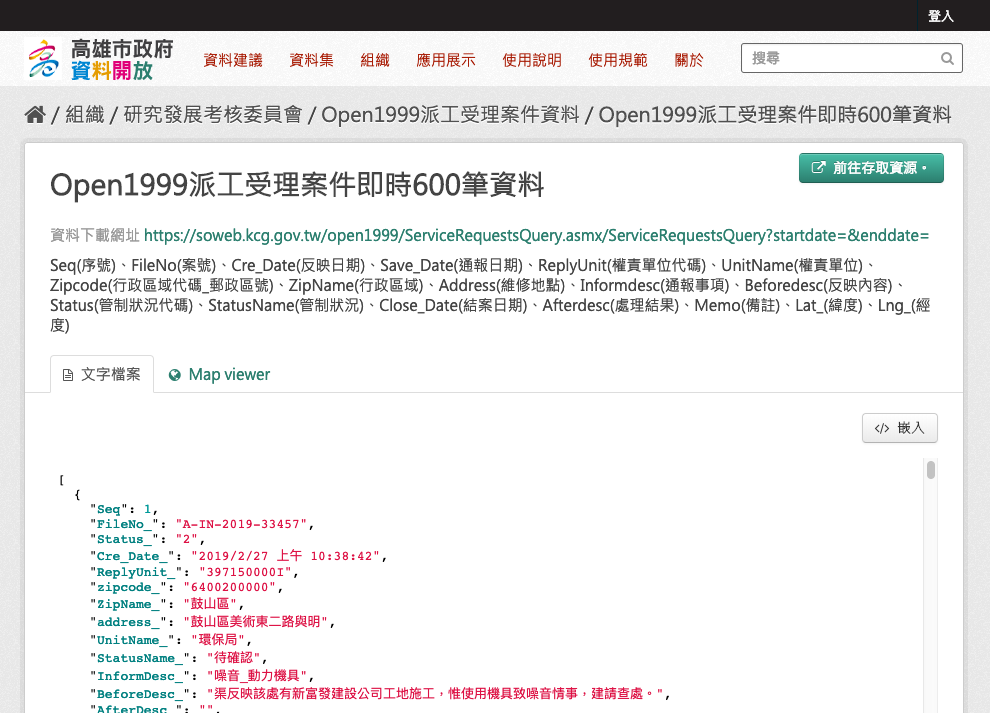 登入
高雄市政府
資料開放
資料建議 資料集 組織 應用展示 使用說明 使用規範 關於 搜尋
/ 組織 / 研究發展考核委員會 / Open1999派工受理案件資料 / Open1999派工受理案件即時600筆資料
前往存取資源。
Open1999派工受理案件即時600筆資料
資料下載網址 https://soweb.kcg.gov.tw/open1999/ServiceRequestsQuery.asmx/ServiceRequestsQuery?startdate=&enddate=
Seq(序號)、FileNo(案號)、Cre_Date(反映日期)、Save_Date(通報日期)、ReplyUnit(權責單位代碼)、UnitName(權責單位)、
Zipcode(行政區域代碼_郵政區號)、ZipName(行政區域)、Address(維修地點)、Informdesc(通報事項)、Beforedesc(反映內容)、
Status(管制狀況代碼)、StatusName(管制狀況)、Close_Date(結案日期)、Afterdesc(處理結果)、Memo(備註)、Lat_(緯度)、Lng_(經
度)
文字檔案 Map viewer
</> 嵌入
[
{
"Seq": 1,
"FileNo_": "A-IN-2019-33457",
"Status_": "2",
"Cre_Date_": "2019/2/27 上午 10:38:42",
"ReplyUnit_": "397150000I",
"zipcode_": "6400200000",
"ZipName_": "鼓山區",
"address_": "鼓山區美術東二路與明",
"UnitName_": "環保局",
"StatusName_": "待確認",
"InformDesc_": "噪音_動力機具",
"BeforeDesc_": "渠反映該處有新富發建設公司工地施工，惟使用機具致噪音情事，建請查處。",
"AfterDesc_": "",